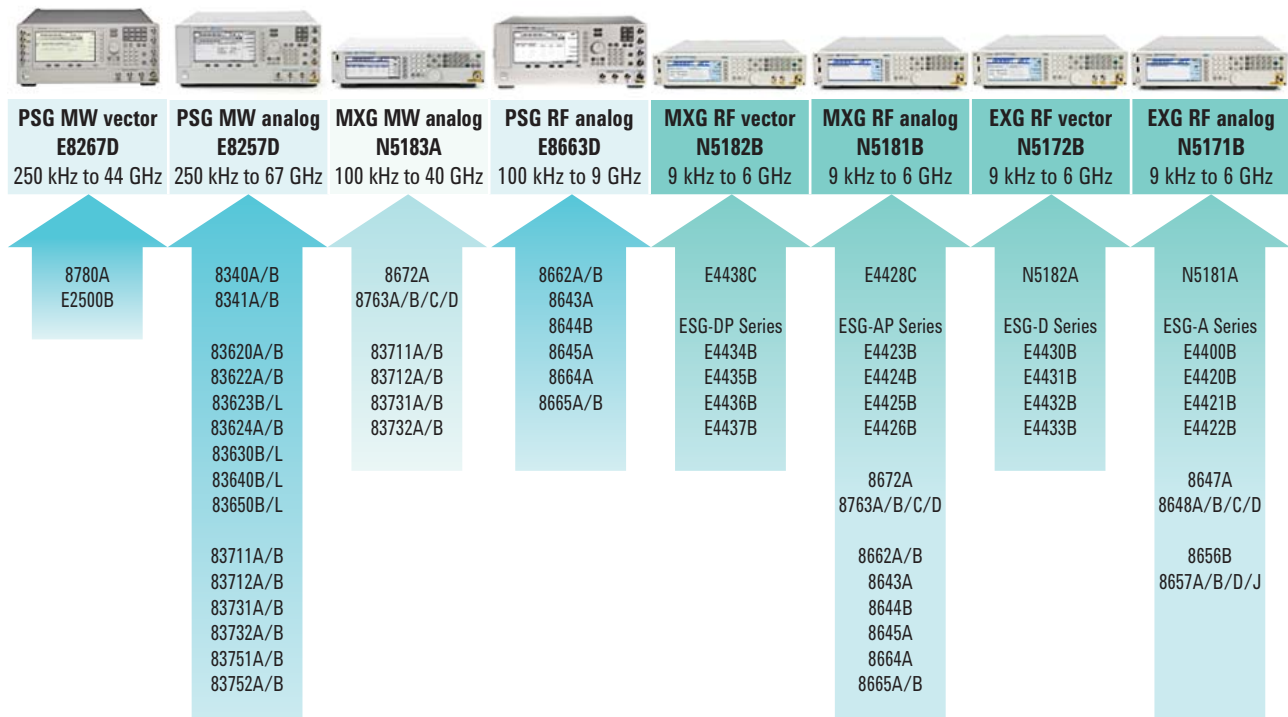 PSG MW vector
E8267D
250 kHz to 44 GHz
8780A
E2500B
PSG MW analog
E8257D
250 kHz to 67 GHz
8340A/B
8341A/B
83620A/B
83622A/B
83623B/L
83624A/B
83630B/L
83640B/L
83650B/L
83711A/B
83712A/B
83731A/B
83732A/B
83751A/B
83752A/B
MXG MW analog
N5183A
100 kHz to 40 GHz
8672A
8763A/B/C/D
83711A/B
83712A/B
83731A/B
83732A/B
PSG RF analog
E8663D
100 kHz to 9 GHz
8662A/B
8643A
8644B
8645A
8664A
8665A/B
MXG RF vector
N5182B
9 kHz to 6 GHz
E4438C
ESG-DP Series
E4434B
E4435B
E4436B
E4437B
MXG RF analog
N5181B
9 kHz to 6 GHz
E4428C
ESG-AP Series
E4423B
E4424B
E4425B
E4426B
8672A
8763A/B/C/D
8662A/B
8643A
8644B
8645A
8664A
8665A/B
EXG RF vector
N5172B
9 kHz to 6 GHz
N5182A
ESG-D Series
E4430B
E4431B
E4432B
E4433B
EXG RF analog
N5171B
9 kHz to 6 GHz
N5181A
ESG-A Series
E4400B
E4420B
E4421B
E4422B
8647A
8648A/B/C/D
8656B
8657A/B/D/J